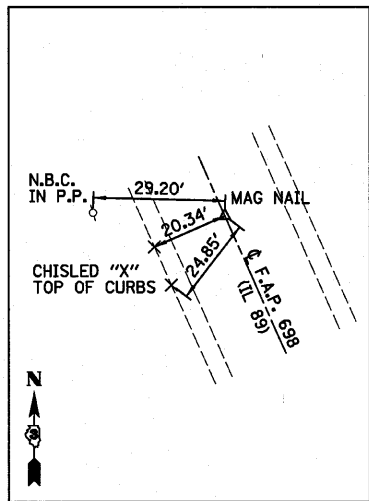 N.B.C.
IN P.P.
29.20'
MAG NAIL
20.34'
24.85'
CHISLED "X"
TOP OF CURBS
℄ F.A.P. 698
(IL 89)
N